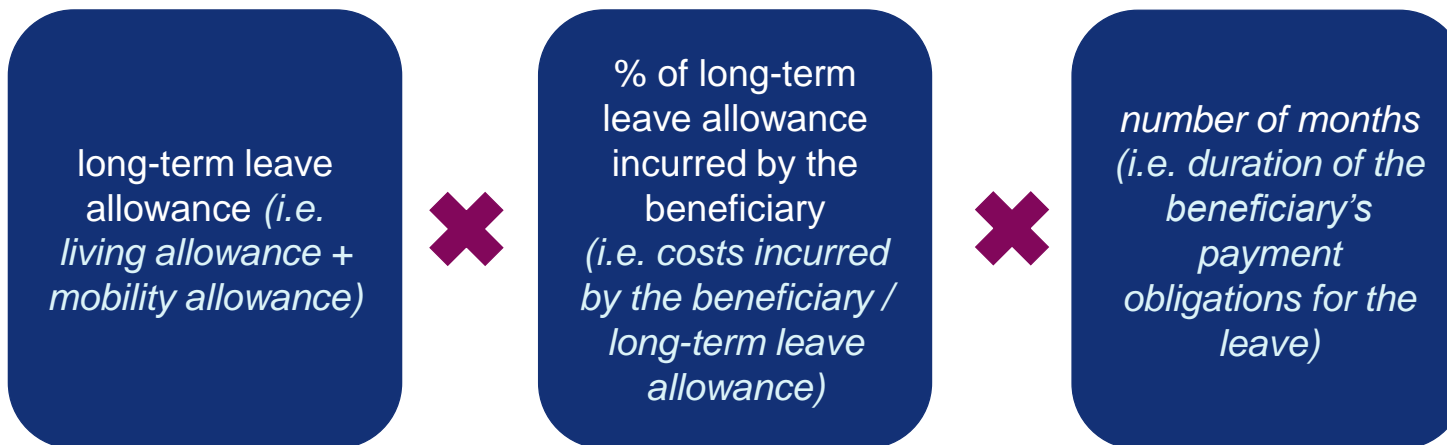 long-term leave
allowance (i.e.
living allowance +
mobility allowance)
% of long-term
leave allowance
incurred by the
beneficiary
(i.e. costs incurred
by the beneficiary /
long-term leave
allowance)
number of months
(i.e. duration of the
beneficiary’s
payment
obligations for the
leave)